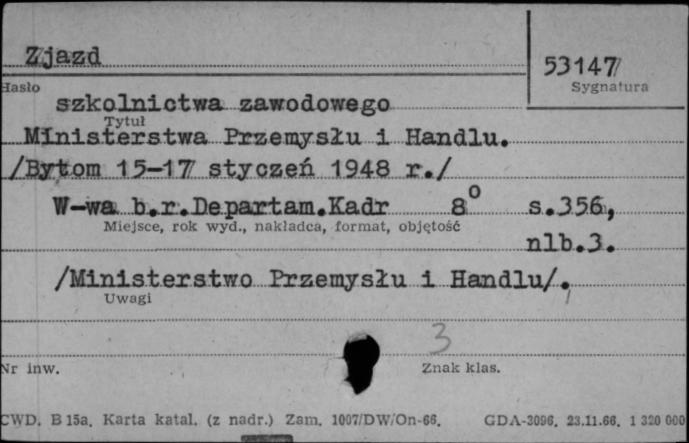 Zjazd
53147
Hasło
Sygnatura
szkolnictwa zawodowego
Tytuł
Ministerstwa Przemysłu i Handlu.
/Bytom 15-17 styczeń 1948 r./
W-wa b.r.Departam.Kadr 8° s.356,
Miejsce, rok wyd., nakładca, format, objętość
nlb.3.
/Ministerstwo Przemysłu i Handlu/.
Uwagi
3
Nr inw. Znak klas.
CWD. B 15a. Karta katal. (z nadr.) Zam. 1007/DW/On-66. GDA-3096. 23.11.66. 1 320 000